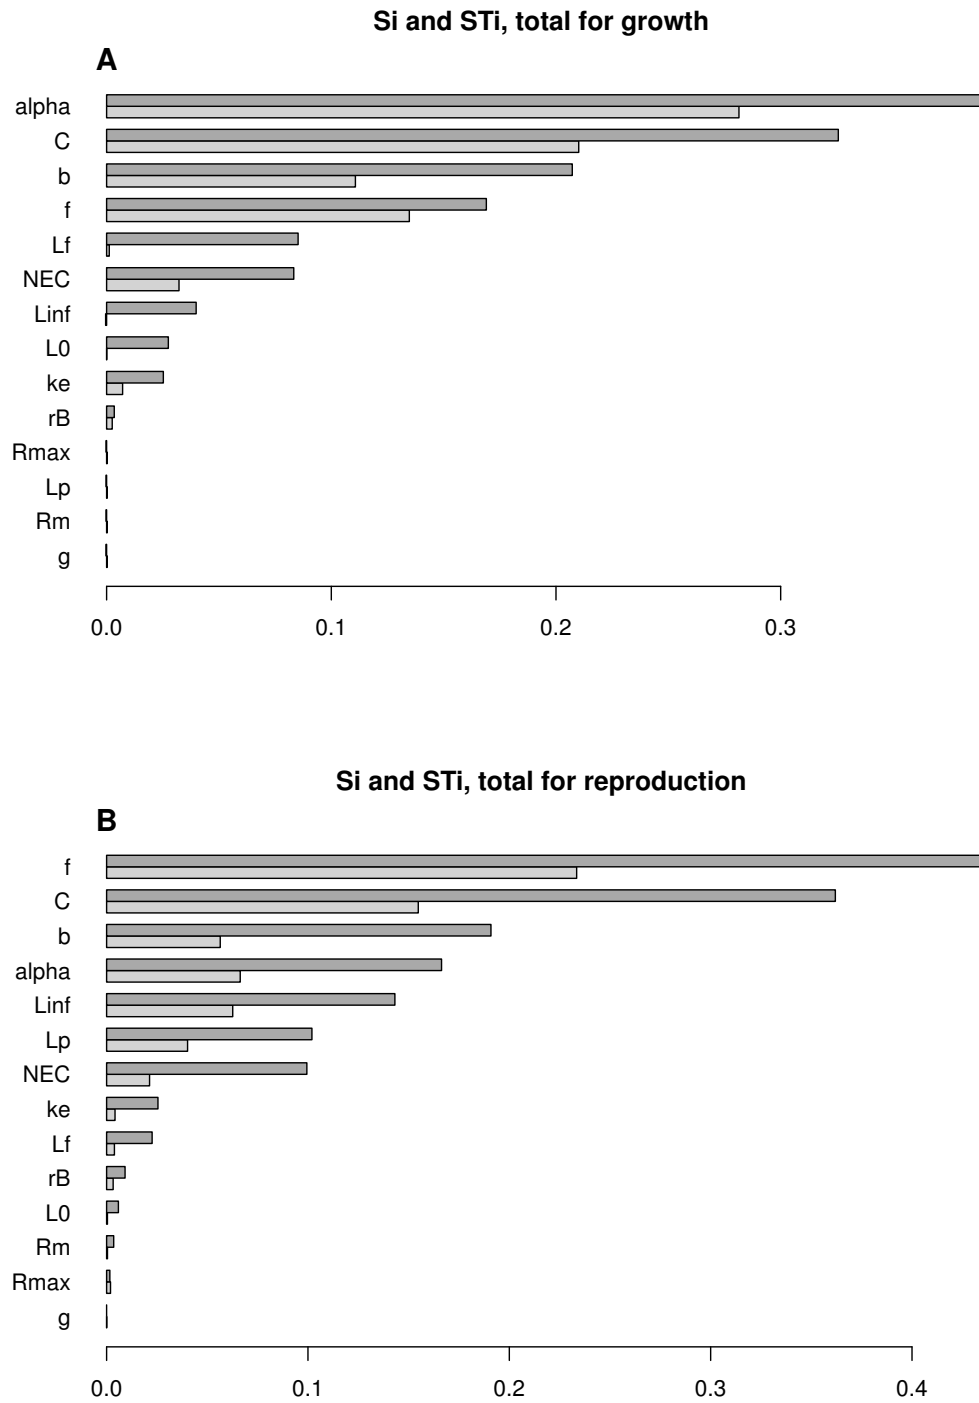 Si and STi, total for growth
A
alpha
C
b
f
Lf
NEC
Linf
L0
ke
rB
Rmax
Lp
Rm
g
0.0 0.1 0.2 0.3
Si and STi, total for reproduction
B
f
C
b
alpha
Linf
Lp
NEC
ke
Lf
rB
L0
Rm
Rmax
g
0.0 0.1 0.2 0.3 0.4